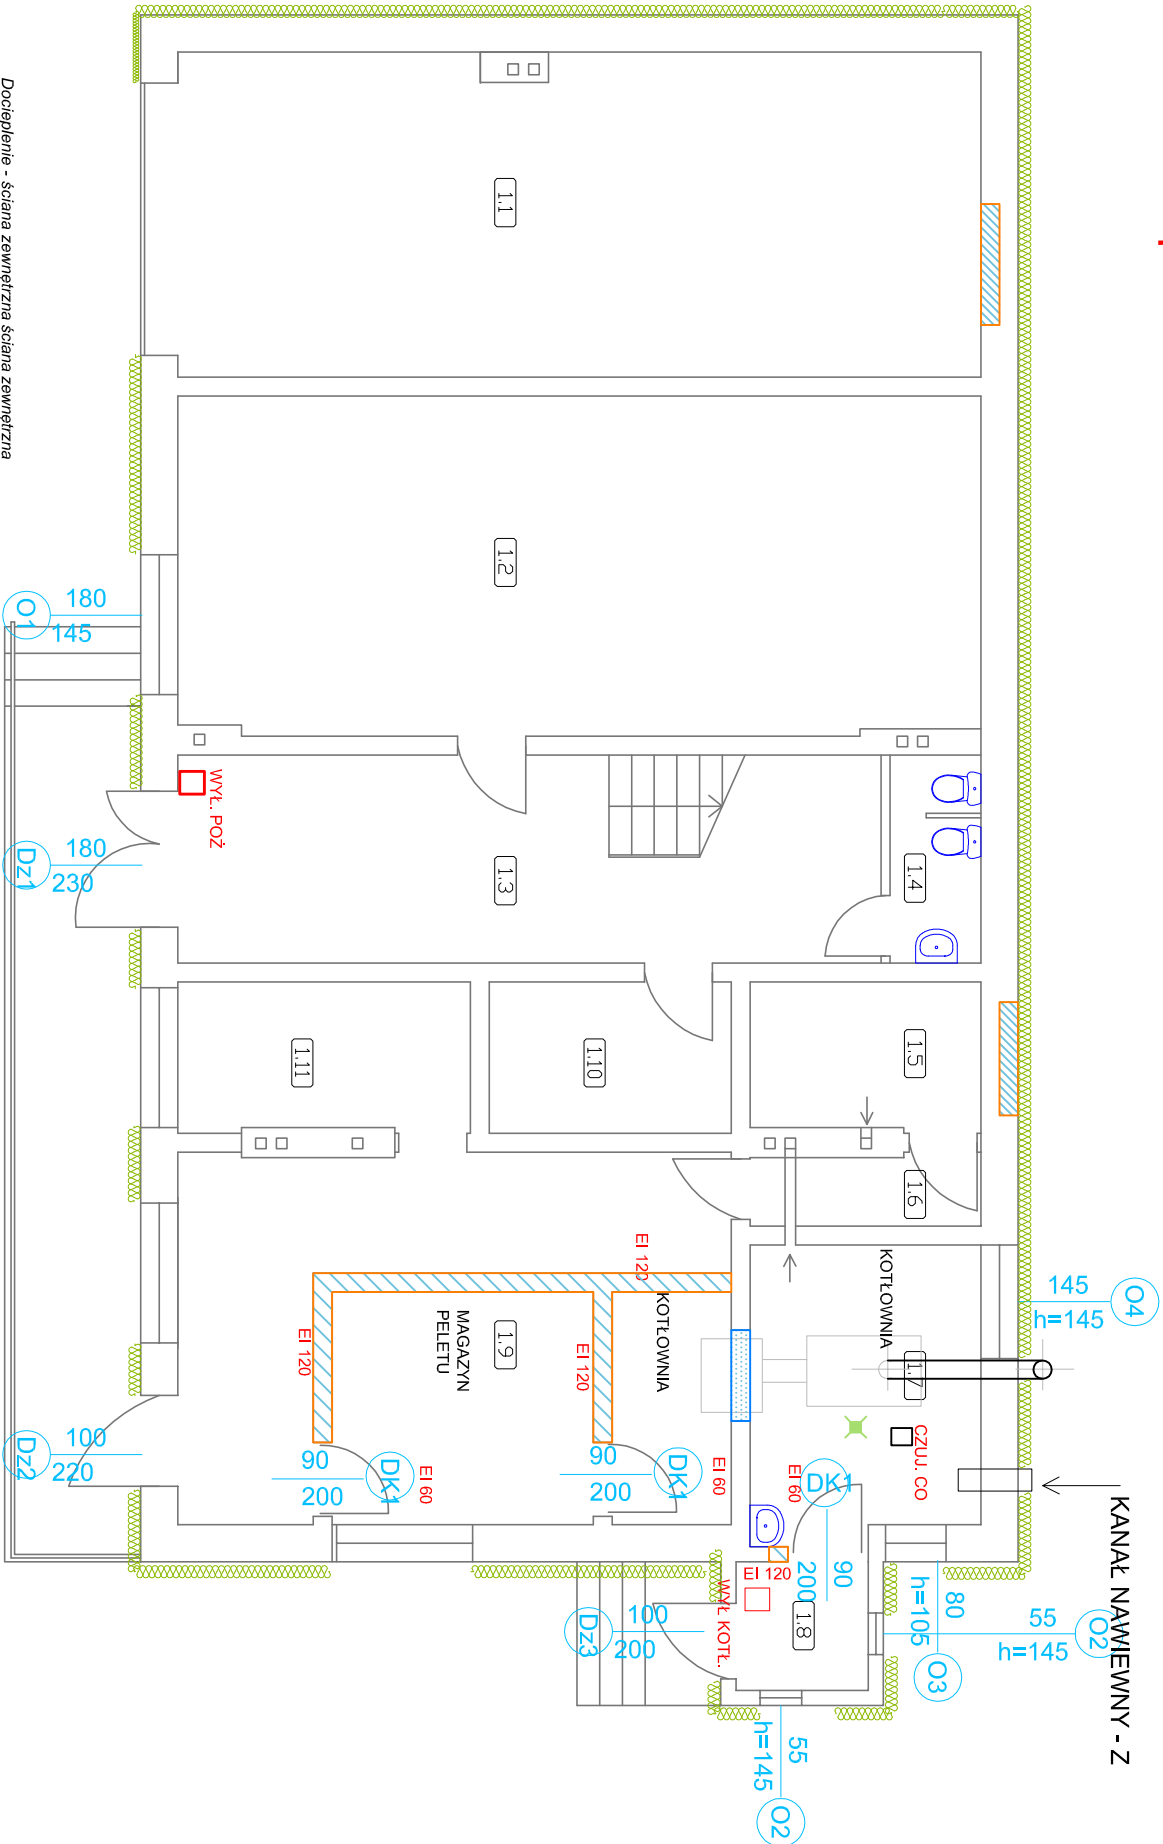 Docieplenie - ściana zewnętrzna ściana zewnętrzna
1.1
1.2
180
145
O1
WYŁ. POŻ
180
230
Dz1
1.3
1.4
1.5
1.10
1.11
1.6
EI 120
KOTŁOWNIA
145
h=145
O4
KOTŁOWNIA
MAGAZYN
PELETU
1.9
EI 120
EI 120
1.7
CZUJ. CO
100
220
Dz2
90
200
DK1
EI 60
90
200
DK1
EI 60
EI 60
DK1
90
200
KANAŁ NAWIEWNY - Z
EI 120
WYŁ KOTŁ.
1.8
100
200
Dz3
80
h=105
O3
55
h=145
O2
55
h=145
O2